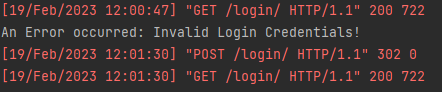 [19/Feb/2023 12:00:47] "GET /login/ HTTP/1.1" 200 722
An Error occurred: Invalid Login Credentials!
[19/Feb/2023 12:01:30] "POST /login/ HTTP/1.1" 302 0
[19/Feb/2023 12:01:30] "GET /login/ HTTP/1.1" 200 722